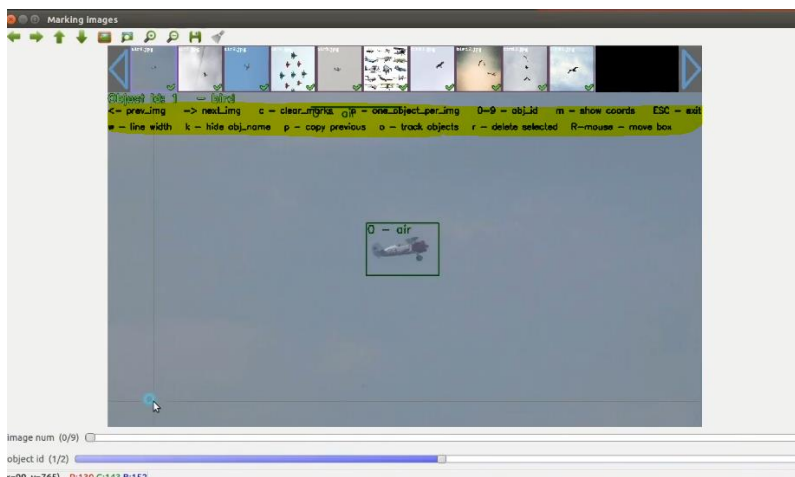 Marking images
Object id: 1 - bird
<- prev_img -> next_img c - clear_marks - one_object_per_img 0-9 - obj_id m - show coords ESC - exit
w - line width k - hide obj_name p - copy previous o - track objects r - delete selected R-mouse - move box
0 - air
image num (0/9)
object id (1/2)